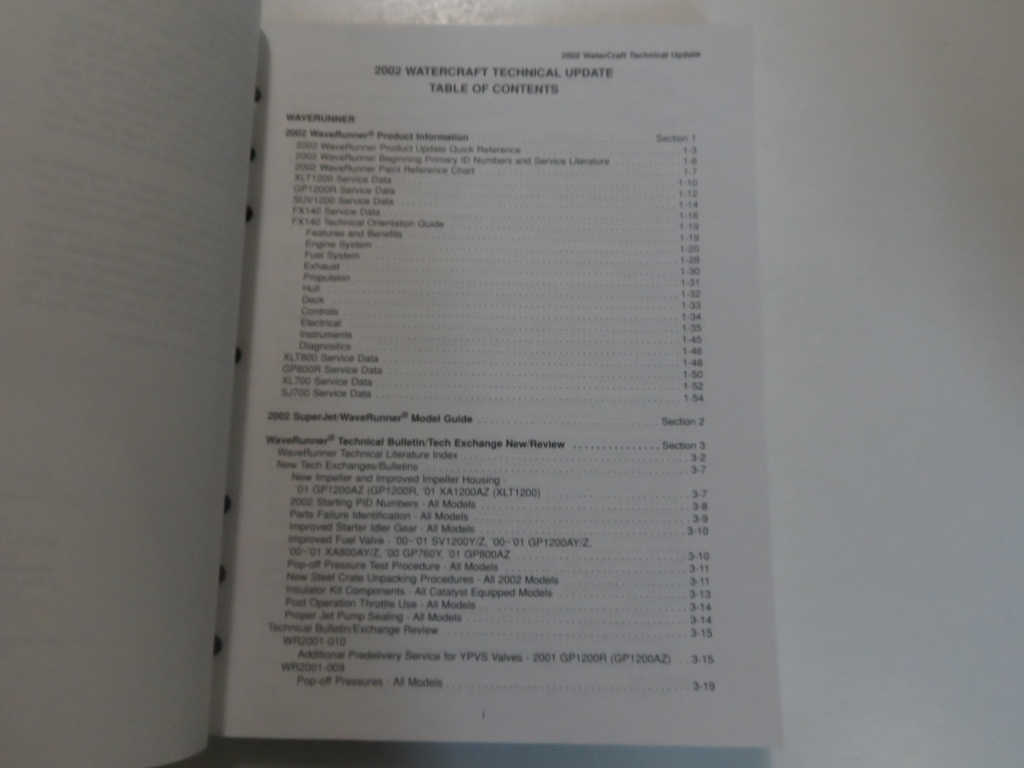 2002 WaterCraft Technical Update
2002 WATERCRAFT TECHNICAL UPDATE
TABLE OF CONTENTS
WAVERUNNER
2002 WaveRunner® Product Information Section 1
2002 WaveRunner Product Update Quick Reference 1-3
2002 WaveRunner Beginning Primary ID Numbers and Service Literature 1-6
2002 WaveRunner Paint Reference Chart 1-7
XLT1200 Service Data 1-10
GP1200R Service Data 1-12
SUV1200 Service Data 1-14
FX140 Service Data 1-16
FX140 Technical Orientation Guide 1-19
Features and Benefits 1-19
Engine System 1-20
Fuel System 1-28
Exhaust 1-30
Propulsion 1-31
Hull 1-32
Deck 1-33
Controls 1-34
Electrical 1-35
Instruments 1-45
Diagnostics 1-46
XLT800 Service Data 1-48
GP800R Service Data 1-50
XL700 Service Data 1-52
SJ700 Service Data 1-54
2002 SuperJet/WaveRunner® Model Guide Section 2
WaveRunner® Technical Bulletin/Tech Exchange New/Review Section 3
WaveRunner Technical Literature Index 3-2
New Tech Exchanges/Bulletins 3-7
New Impeller and Improved Impeller Housing -
'01 GP1200AZ (GP1200R, '01 XA1200AZ (XLT1200) 3-7
2002 Starting PID Numbers - All Models 3-8
Parts Failure Identification - All Models 3-9
Improved Starter Idler Gear - All Models 3-10
Improved Fuel Valve - '00~'01 SV1200Y/Z, '00~'01 GP1200AY/Z,
'00~'01 XA800AY/Z, '00 GP760Y, '01 GP800AZ 3-10
Pop-off Pressure Test Procedure - All Models 3-11
New Steel Crate Unpacking Procedures - All 2002 Models 3-11
Insulator Kit Components - All Catalyst Equipped Models 3-13
Post Operation Throttle Use - All Models 3-14
Proper Jet Pump Sealing - All Models 3-14
Technical Bulletin/Exchange Review 3-15
WR2001-010
Additional Predelivery Service for YPVS Valves - 2001 GP1200R (GP1200AZ) 3-15
WR2001-009
Pop-off Pressures - All Models 3-19
i